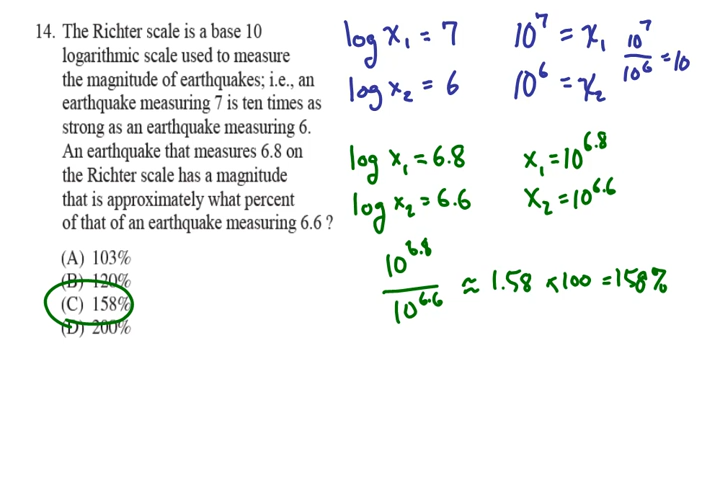 14. The Richter scale is a base 10
logarithmic scale used to measure
the magnitude of earthquakes; i.e., an
earthquake measuring 7 is ten times as
strong as an earthquake measuring 6.
An earthquake that measures 6.8 on
the Richter scale has a magnitude
that is approximately what percent
of that of an earthquake measuring 6.6 ?
(A) 103%
(B) 120%
(C) 158%
(D) 200%
log x₁ = 7
10⁷ = x₁
10⁷/10⁶ = 10
log x₂ = 6
10⁶ = x₂
log x₁ = 6.8
x₁ = 10^6.8
log x₂ = 6.6
x₂ = 10^6.6
10^6.8/10^6.6 ≈ 1.58 × 100 = 158%